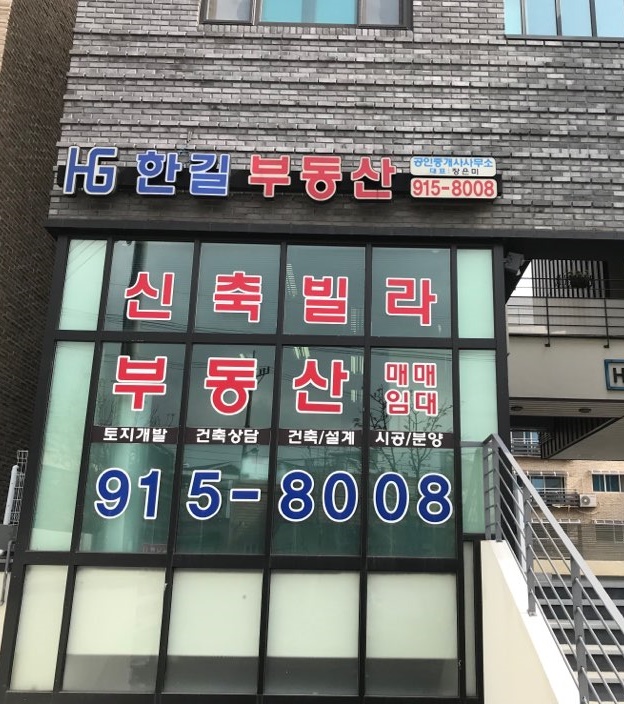 HG 한길 부동산
공인중개사사무소
대표:장은미
915-8008
신축빌라
부동산 매매
임대
토지개발 건축상담 건축/설계 시공/분양
915-8008
H